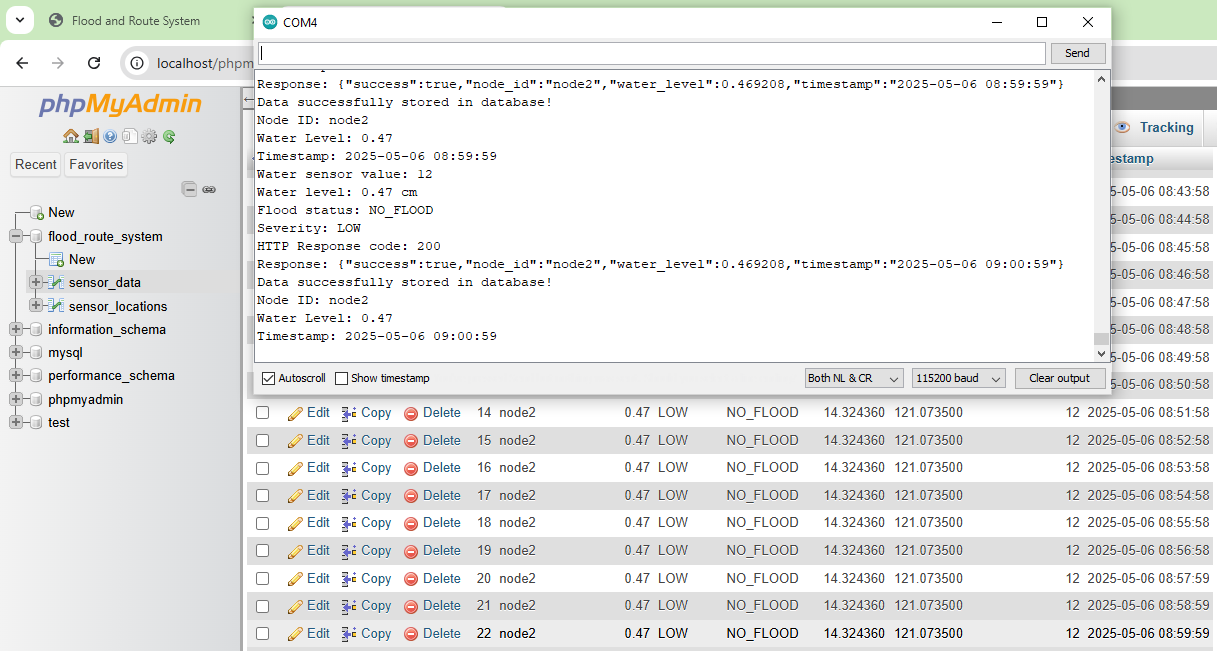 Flood and Route System
COM4
localhost/phpm
Send
phpMyAdmin
Recent
Favorites
New
flood_route_system
New
sensor_data
sensor_locations
information_schema
mysql
performance_schema
phpmyadmin
test
Response: {"success":true,"node_id":"node2","water_level":0.469208,"timestamp":"2025-05-06 08:59:59"}
Data successfully stored in database!
Node ID: node2
Water Level: 0.47
Timestamp: 2025-05-06 08:59:59
Water sensor value: 12
Water level: 0.47 cm
Flood status: NO_FLOOD
Severity: LOW
HTTP Response code: 200
Response: {"success":true,"node_id":"node2","water_level":0.469208,"timestamp":"2025-05-06 09:00:59"}
Data successfully stored in database!
Node ID: node2
Water Level: 0.47
Timestamp: 2025-05-06 09:00:59
Autoscroll
Show timestamp
Both NL & CR
115200 baud
Clear output
Tracking
estamp
5-05-06 08:43:58
5-05-06 08:44:58
5-05-06 08:45:58
5-05-06 08:46:58
5-05-06 08:47:58
5-05-06 08:48:58
5-05-06 08:49:58
5-05-06 08:50:58
Edit Copy Delete 14 node2 0.47 LOW NO_FLOOD 14.324360 121.073500 12 2025-05-06 08:51:58
Edit Copy Delete 15 node2 0.47 LOW NO_FLOOD 14.324360 121.073500 12 2025-05-06 08:52:58
Edit Copy Delete 16 node2 0.47 LOW NO_FLOOD 14.324360 121.073500 12 2025-05-06 08:53:58
Edit Copy Delete 17 node2 0.47 LOW NO_FLOOD 14.324360 121.073500 12 2025-05-06 08:54:58
Edit Copy Delete 18 node2 0.47 LOW NO_FLOOD 14.324360 121.073500 12 2025-05-06 08:55:58
Edit Copy Delete 19 node2 0.47 LOW NO_FLOOD 14.324360 121.073500 12 2025-05-06 08:56:58
Edit Copy Delete 20 node2 0.47 LOW NO_FLOOD 14.324360 121.073500 12 2025-05-06 08:57:59
Edit Copy Delete 21 node2 0.47 LOW NO_FLOOD 14.324360 121.073500 12 2025-05-06 08:58:59
Edit Copy Delete 22 node2 0.47 LOW NO_FLOOD 14.324360 121.073500 12 2025-05-06 08:59:59